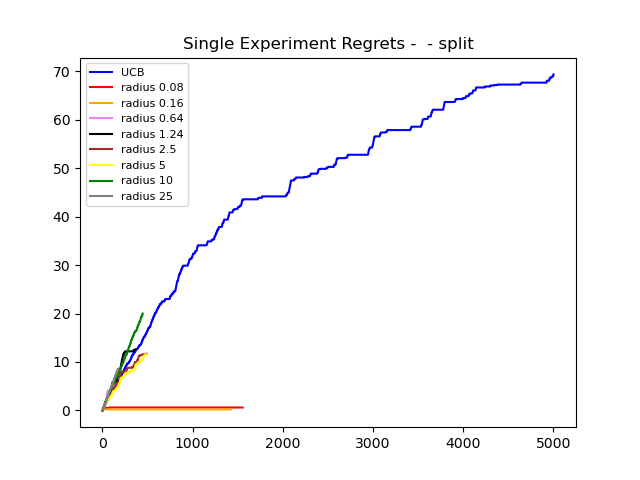 Single Experiment Regrets -  - split
70
60
50
40
30
20
10
0
UCB
radius 0.08
radius 0.16
radius 0.64
radius 1.24
radius 2.5
radius 5
radius 10
radius 25
0 1000 2000 3000 4000 5000